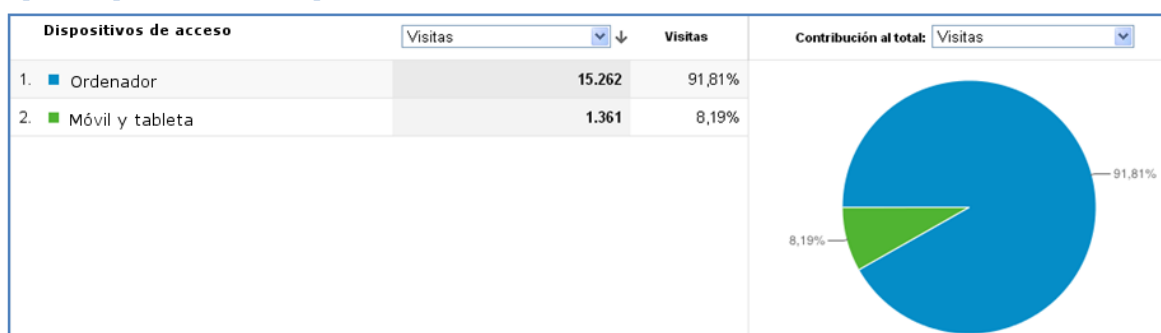 Dispositivos de acceso Visitas Visitas Contribución al total: Visitas
1. Ordenador 15.262 91,81%
2. Móvil y tableta 1.361 8,19%
91,81%
8,19%